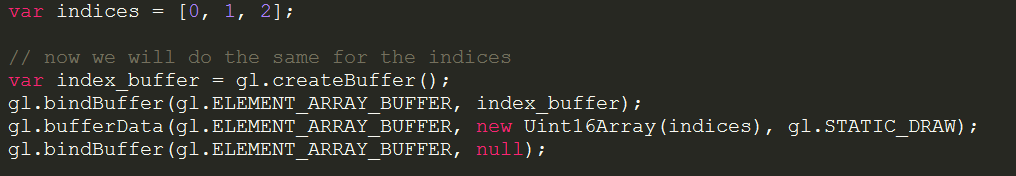 var indices = [0, 1, 2];
// now we will do the same for the indices
var index_buffer = gl.createBuffer();
gl.bindBuffer(gl.ELEMENT_ARRAY_BUFFER, index_buffer);
gl.bufferData(gl.ELEMENT_ARRAY_BUFFER, new Uint16Array(indices), gl.STATIC_DRAW);
gl.bindBuffer(gl.ELEMENT_ARRAY_BUFFER, null);